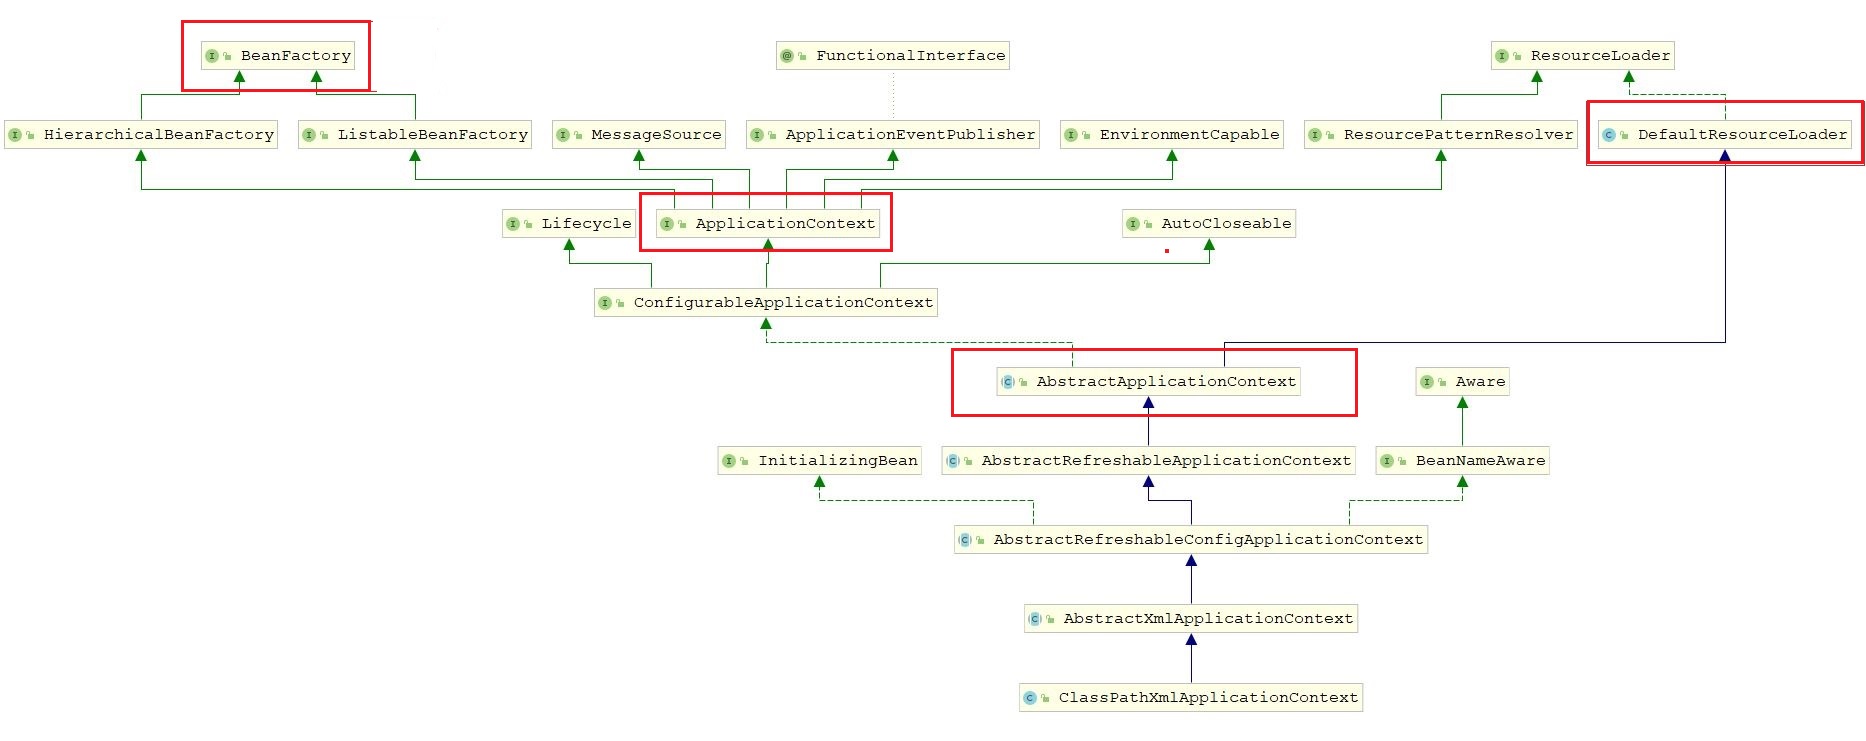 BeanFactory
FunctionalInterface
ResourceLoader
HierarchicalBeanFactory
ListableBeanFactory
MessageSource
ApplicationEventPublisher
EnvironmentCapable
ResourcePatternResolver
DefaultResourceLoader
Lifecycle
ApplicationContext
AutoCloseable
ConfigurableApplicationContext
AbstractApplicationContext
Aware
InitializingBean
AbstractRefreshableApplicationContext
BeanNameAware
AbstractRefreshableConfigApplicationContext
AbstractXmlApplicationContext
ClassPathXmlApplicationContext